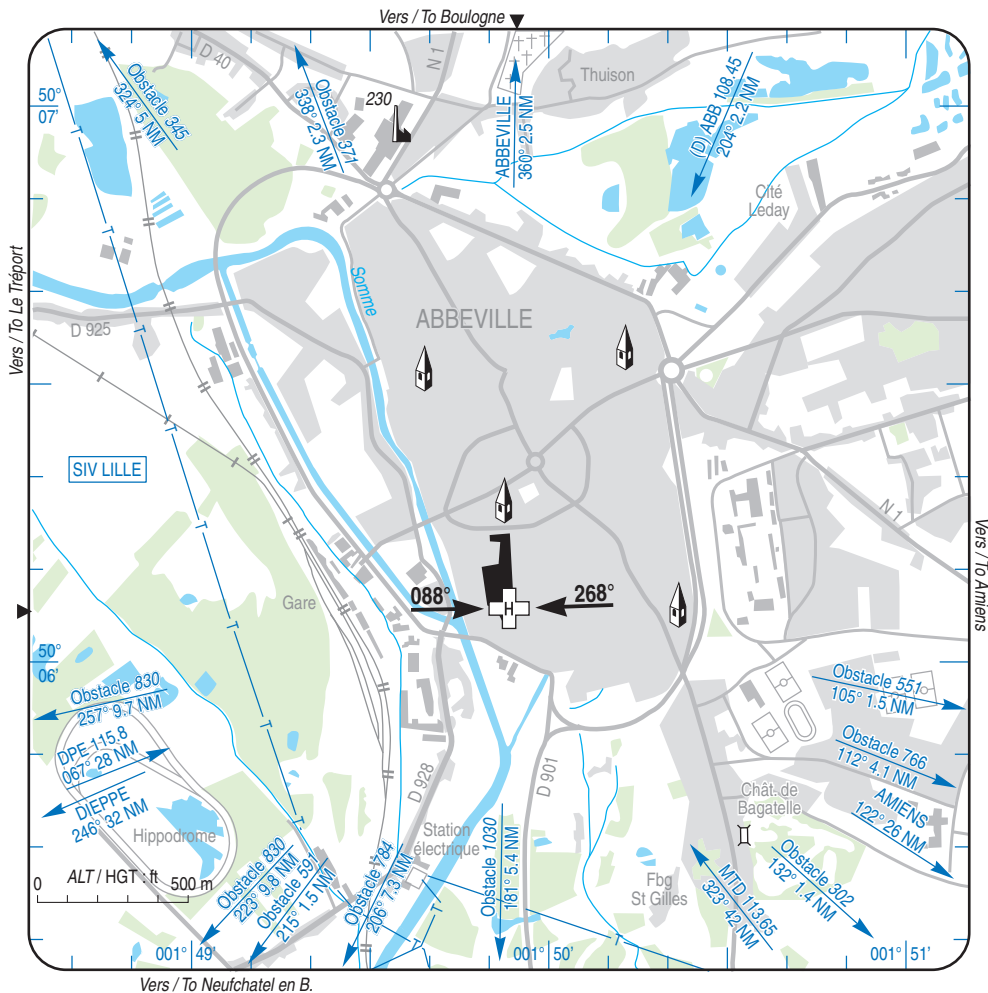 Vers / To Boulogne
D 40
N 1
Thuison
50°
07'
Obstacle 345
324° 5 NM
Obstacle 371
338° 2.3 NM
230
ABBEVILLE
360° 2.5 NM
(D) ABB 108.45
204° 2.2 NM
Cité
Leday
Vers / To Le Tréport
Somme
D 925
ABBEVILLE
SIV LILLE
N 1
Vers / To Amiens
088°
H
268°
Gare
50°
06'
Obstacle 830
257° 9.7 NM
DPE 115.8
067° 28 NM
DIEPPE
246° 32 NM
Hippodrome
Obstacle 551
105° 1.5 NM
Obstacle 766
112° 4.1 NM
AMIENS
122° 26 NM
D 928
D 901
Chât. de
Bagatelle
Station
électrique
ALT / HGT : ft
0
500 m
Obstacle 830
223° 9.8 NM
Obstacle 591
215° 1.5 NM
Obstacle 784
206° 7.3 NM
Obstacle 1030
181° 5.4 NM
Fbg
St Gilles
MTD 113.65
323° 42 NM
Obstacle 302
132° 1.4 NM
T
T
T
T
T
T
T
001° 49'
001° 50'
001° 51'
Vers / To Neufchatel en B.